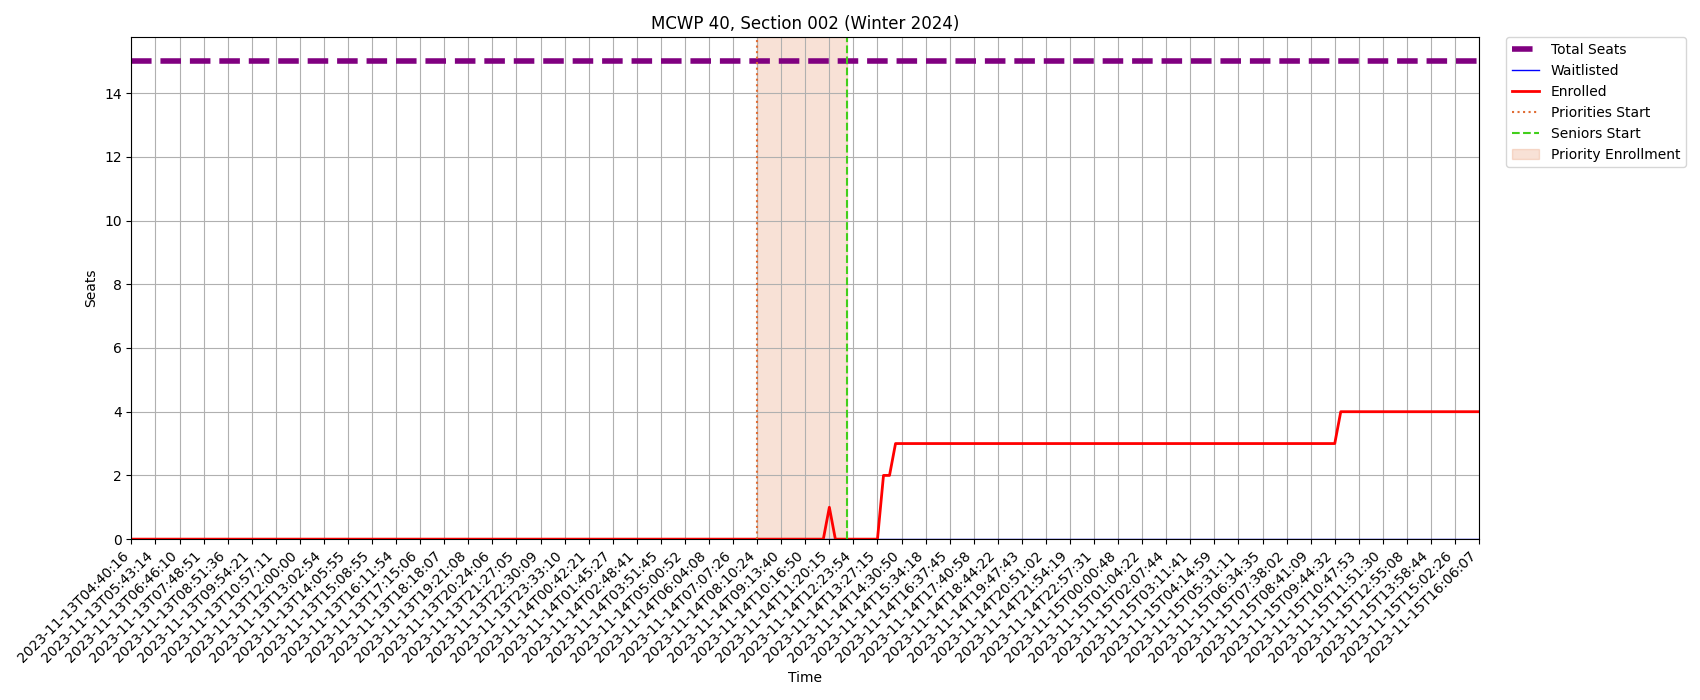 MCWP 40, Section 002 (Winter 2024)
Total Seats
Waitlisted
Enrolled
Priorities Start
Seniors Start
Priority Enrollment
Seats
14
12
10
8
6
4
2
0
2023-11-13T04:40:16
2023-11-13T05:43:14
2023-11-13T06:46:10
2023-11-13T07:48:51
2023-11-13T08:51:36
2023-11-13T09:54:21
2023-11-13T10:57:11
2023-11-13T12:00:00
2023-11-13T13:02:54
2023-11-13T14:05:55
2023-11-13T15:08:55
2023-11-13T16:11:54
2023-11-13T17:15:06
2023-11-13T18:18:07
2023-11-13T19:21:08
2023-11-13T20:24:06
2023-11-13T21:27:05
2023-11-13T22:30:09
2023-11-13T23:33:10
2023-11-14T00:42:21
2023-11-14T01:45:27
2023-11-14T02:48:41
2023-11-14T03:51:45
2023-11-14T05:00:52
2023-11-14T06:04:08
2023-11-14T07:07:26
2023-11-14T08:10:24
2023-11-14T09:13:40
2023-11-14T10:16:50
2023-11-14T11:20:15
2023-11-14T12:23:54
2023-11-14T13:27:15
2023-11-14T14:30:50
2023-11-14T15:34:18
2023-11-14T16:37:45
2023-11-14T17:40:58
2023-11-14T18:44:22
2023-11-14T19:47:43
2023-11-14T20:51:02
2023-11-14T21:54:19
2023-11-14T22:57:31
2023-11-15T00:00:48
2023-11-15T01:04:22
2023-11-15T02:07:44
2023-11-15T03:11:41
2023-11-15T04:14:59
2023-11-15T05:31:11
2023-11-15T06:34:35
2023-11-15T07:38:02
2023-11-15T08:41:09
2023-11-15T09:44:32
2023-11-15T10:47:53
2023-11-15T11:51:30
2023-11-15T12:55:08
2023-11-15T13:58:44
2023-11-15T15:02:26
2023-11-15T16:06:07
Time